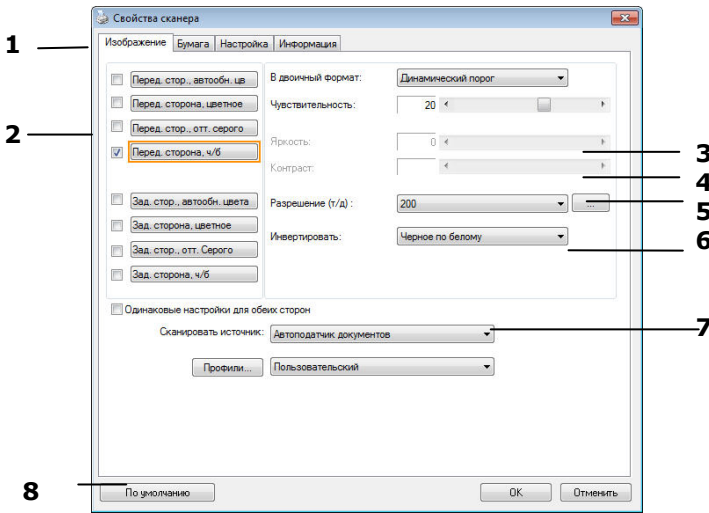 Свойства сканера
1
Изображение Бумага Настройка Информация
Перед. стор., автообн. цв
В двоичный формат: Динамический порог
Перед. сторона, цветное
Чувствительность: 20
2
Перед. стор., отт. серого
Яркость: 0
Перед. сторона, ч/б
3
Контраст:
4
Зад. стор., автообн. цвета
Разрешение (т/д) : 200 ...
5
Зад. сторона, цветное
Инвертировать: Черное по белому
6
Зад. стор., отт. Серого
Зад. сторона, ч/б
Одинаковые настройки для обеих сторон
Сканировать источник: Автоподатчик документов
7
Профили... Пользовательский
8
По умолчанию OK Отменить